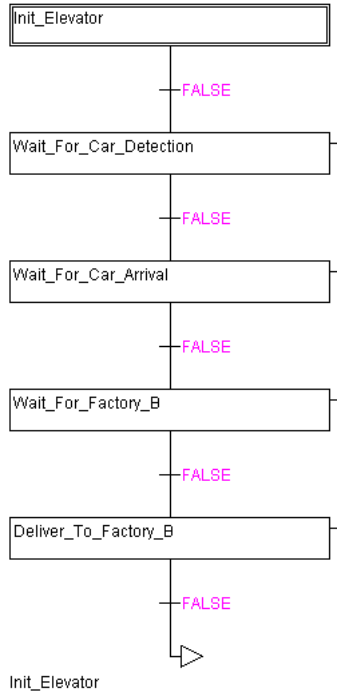 Init_Elevator
FALSE
Wait_For_Car_Detection
FALSE
Wait_For_Car_Arrival
FALSE
Wait_For_Factory_B
FALSE
Deliver_To_Factory_B
FALSE
Init_Elevator